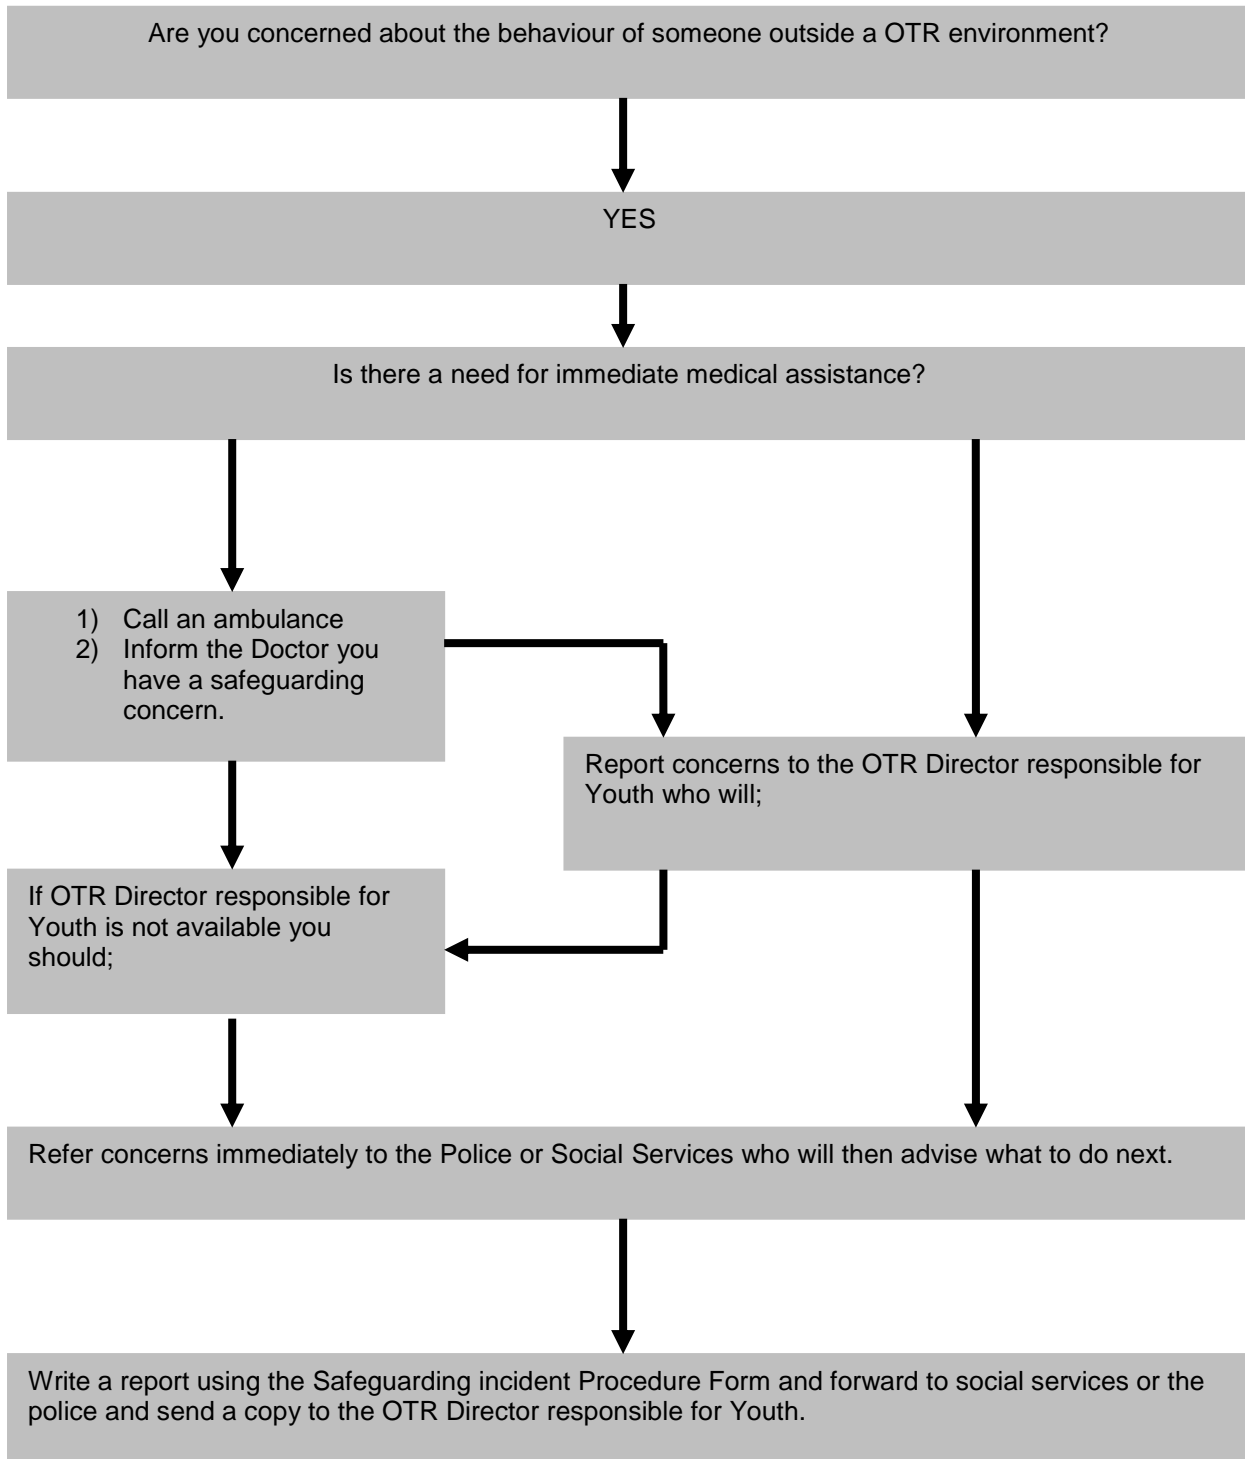 Are you concerned about the behaviour of someone outside a OTR environment?
YES
Is there a need for immediate medical assistance?
1) Call an ambulance
2) Inform the Doctor you
have a safeguarding
concern.
Report concerns to the OTR Director responsible for
Youth who will;
If OTR Director responsible for
Youth is not available you
should;
Refer concerns immediately to the Police or Social Services who will then advise what to do next.
Write a report using the Safeguarding incident Procedure Form and forward to social services or the
police and send a copy to the OTR Director responsible for Youth.